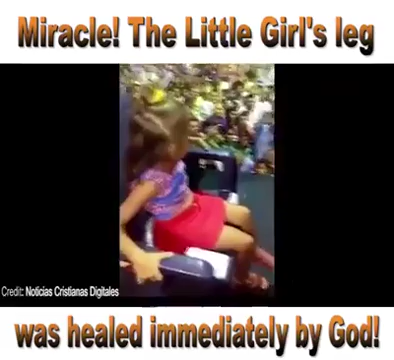 Miracle! The Little Girl's leg
Credit: Noticias Cristianas Digitales
was healed immediately by God!